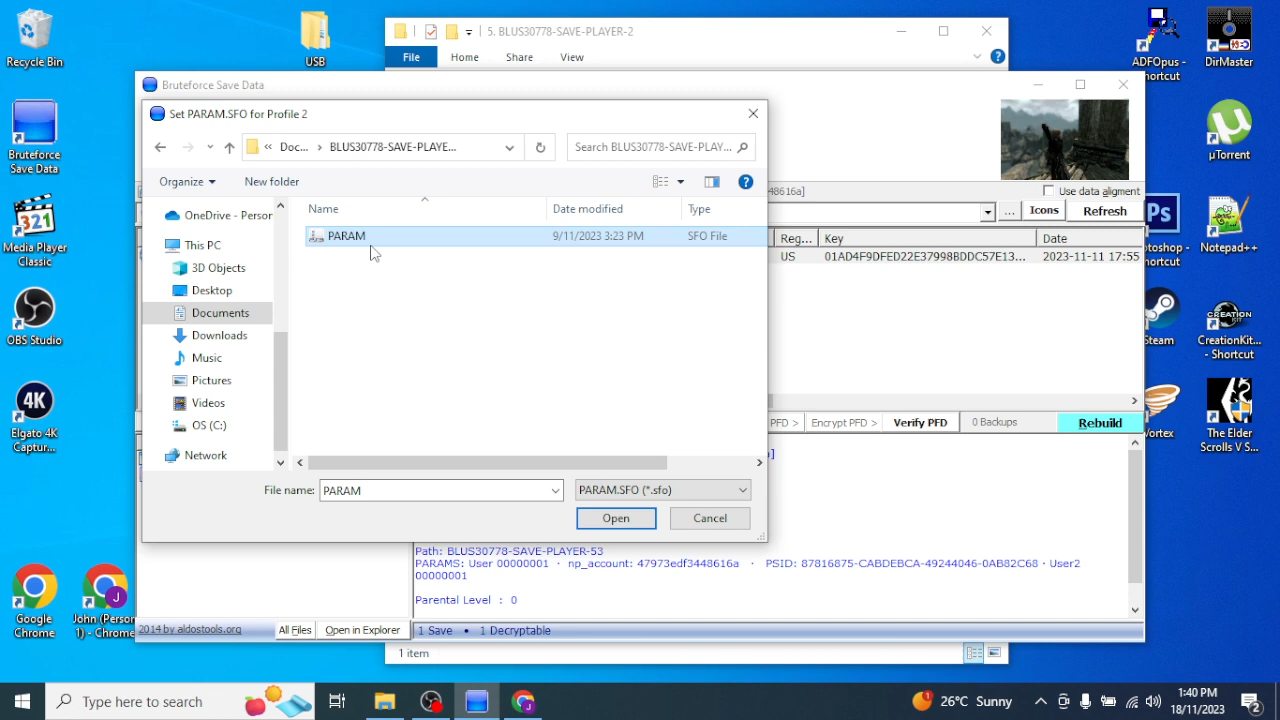 Recycle Bin
USB
Bruteforce Save Data
Media Player Classic
OBS Studio
Elgato 4K Captur...
Google Chrome
John (Person 1) - Chrome
ADFOpus - Shortcut
DirMaster
µTorrent
Notepad++
Steam
CreationKit... - Shortcut
The Elder Scrolls V S...
5. BLUS30778-SAVE-PLAYER-2
File Home Share View
Bruteforce Save Data
Set PARAM.SFO for Profile 2
« Doc... › BLUS30778-SAVE-PLAYE...
Search BLUS30778-SAVE-PLAY...
Organize New folder
48616a]
Use data aligment
... Icons Refresh
Name Date modified Type
PARAM 9/11/2023 3:23 PM SFO File
OneDrive - Person
This PC
3D Objects
Desktop
Documents
Downloads
Music
Pictures
Videos
OS (C:)
Network
Reg... Key Date
US 01AD4F9DFED22E37998BDDC57E13... 2023-11-11 17:55
PFD > Encrypt PFD > Verify PFD 0 Backups Rebuild
File name: PARAM PARAM.SFO (*.sfo)
Open Cancel
Path: BLUS30778-SAVE-PLAYER-53
PARAMS: User 00000001 · np_account: 47973edf3448616a · PSID: 87816875-CABDEBCA-49244046-0AB82C68 · User2
00000001
Parental Level : 0
2014 by aldostools.org All Files Open in Explorer 1 Save • 1 Decryptable
1 item
Type here to search
26°C Sunny
1:40 PM
18/11/2023
2